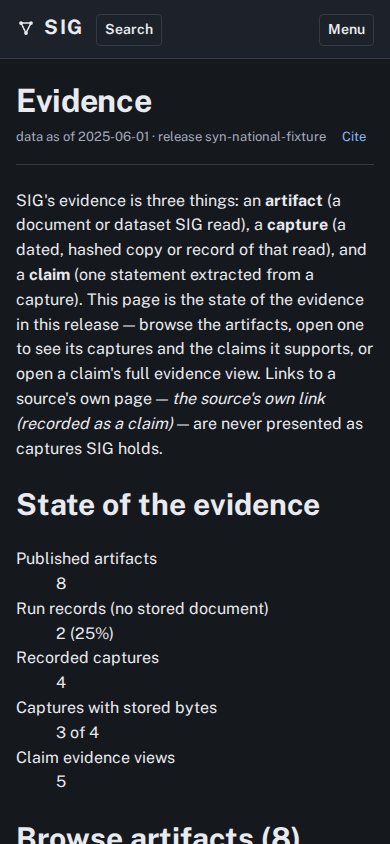 SIG Search Menu
Evidence
data as of 2025-06-01 · release syn-national-fixture Cite
SIG's evidence is three things: an artifact (a
document or dataset SIG read), a capture (a
dated, hashed copy or record of that read), and
a claim (one statement extracted from a
capture). This page is the state of the evidence
in this release — browse the artifacts, open one
to see its captures and the claims it supports, or
open a claim's full evidence view. Links to a
source's own page — the source's own link
(recorded as a claim) — are never presented as
captures SIG holds.
State of the evidence
Published artifacts
8
Run records (no stored document)
2 (25%)
Recorded captures
4
Captures with stored bytes
3 of 4
Claim evidence views
5
Browse artifacts (8)